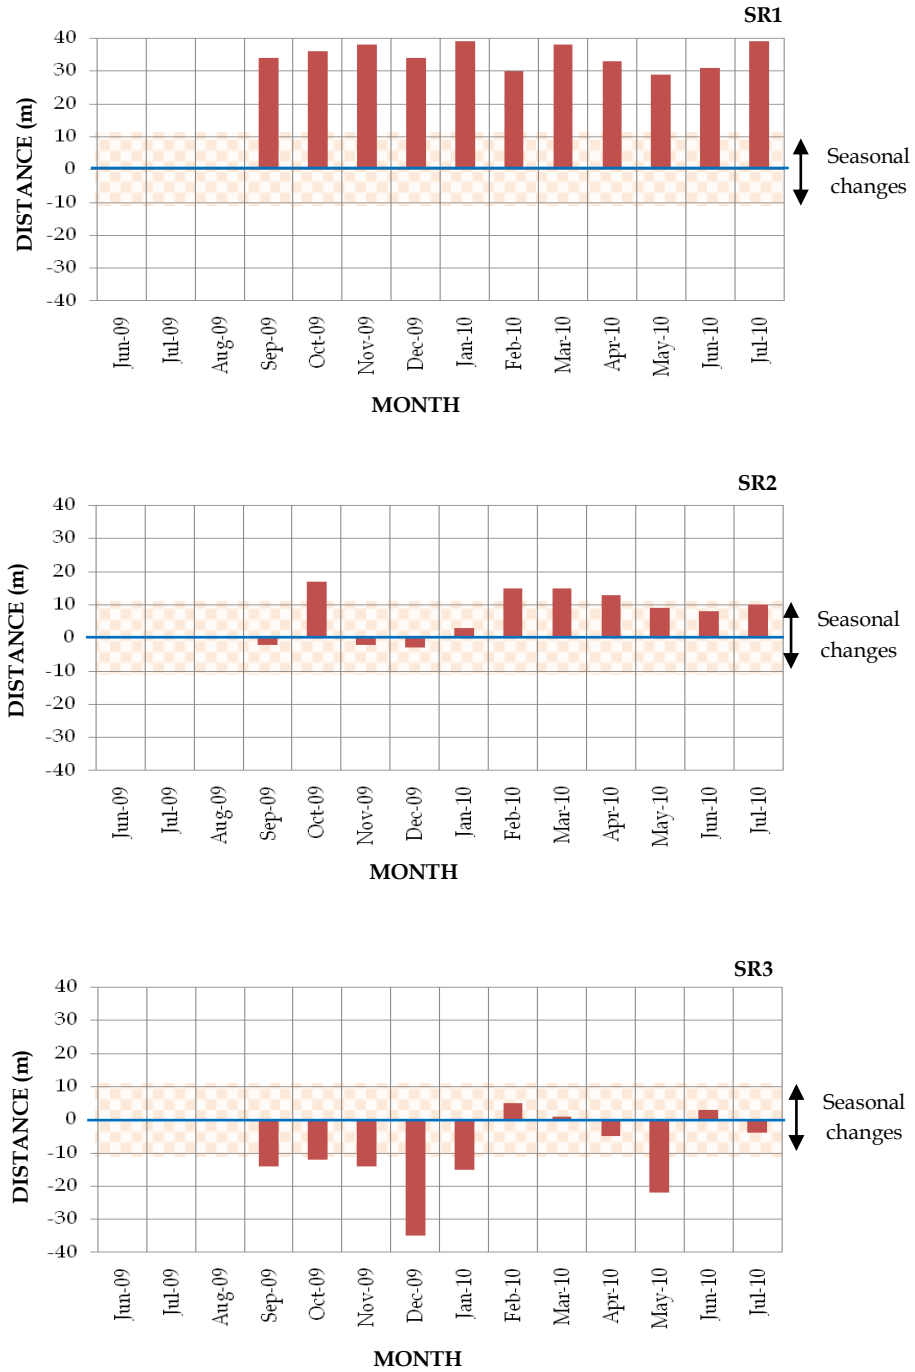 SR1
DISTANCE (m)
40
30
20
10
0
-10
-20
-30
-40
Seasonal
changes
Jun-09
Jul-09
Aug-09
Sep-09
Oct-09
Nov-09
Dec-09
Jan-10
Feb-10
Mar-10
Apr-10
May-10
Jun-10
Jul-10
MONTH
SR2
DISTANCE (m)
40
30
20
10
0
-10
-20
-30
-40
Seasonal
changes
Jun-09
Jul-09
Aug-09
Sep-09
Oct-09
Nov-09
Dec-09
Jan-10
Feb-10
Mar-10
Apr-10
May-10
Jun-10
Jul-10
MONTH
SR3
DISTANCE (m)
40
30
20
10
0
-10
-20
-30
-40
Seasonal
changes
Jun-09
Jul-09
Aug-09
Sep-09
Oct-09
Nov-09
Dec-09
Jan-10
Feb-10
Mar-10
Apr-10
May-10
Jun-10
Jul-10
MONTH